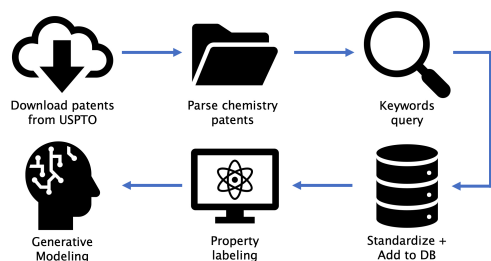 Download patents
from USPTO
Parse chemistry
patents
Keywords
query
Generative
Modeling
Property
labeling
Standardize +
Add to DB